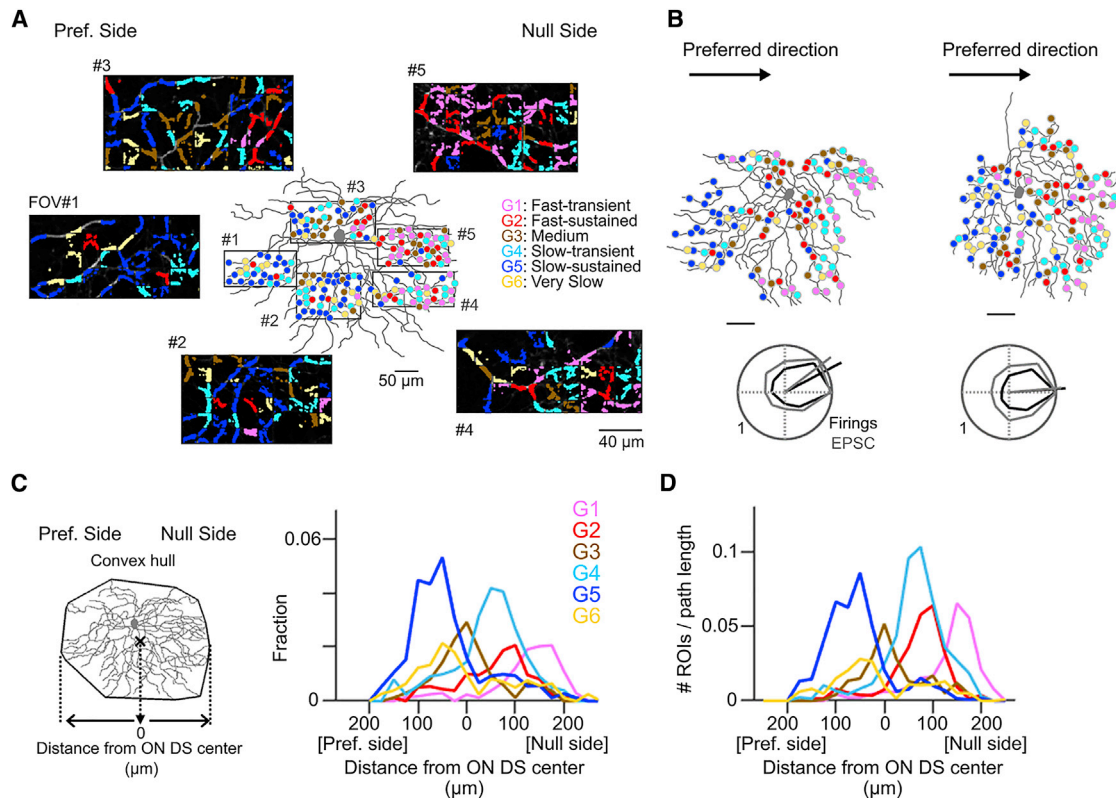 A
Pref. Side
Null Side
#3
#5
FOV#1
#3
#1
#5
#2
#4
G1: Fast-transient
G2: Fast-sustained
G3: Medium
G4: Slow-transient
G5: Slow-sustained
G6: Very Slow
50 µm
#2
#4
40 µm
B
Preferred direction
Preferred direction
1
Firings
EPSC
1
C
Pref. Side
Null Side
Convex hull
0
Distance from ON DS center
(µm)
Fraction
0.06
0
G1
G2
G3
G4
G5
G6
200
100
0
100
200
[Pref. side]
[Null side]
Distance from ON DS center
(µm)
D
# ROIs / path length
0.1
0.05
0
200
100
0
100
200
[Pref. side]
[Null side]
Distance from ON DS center
(µm)